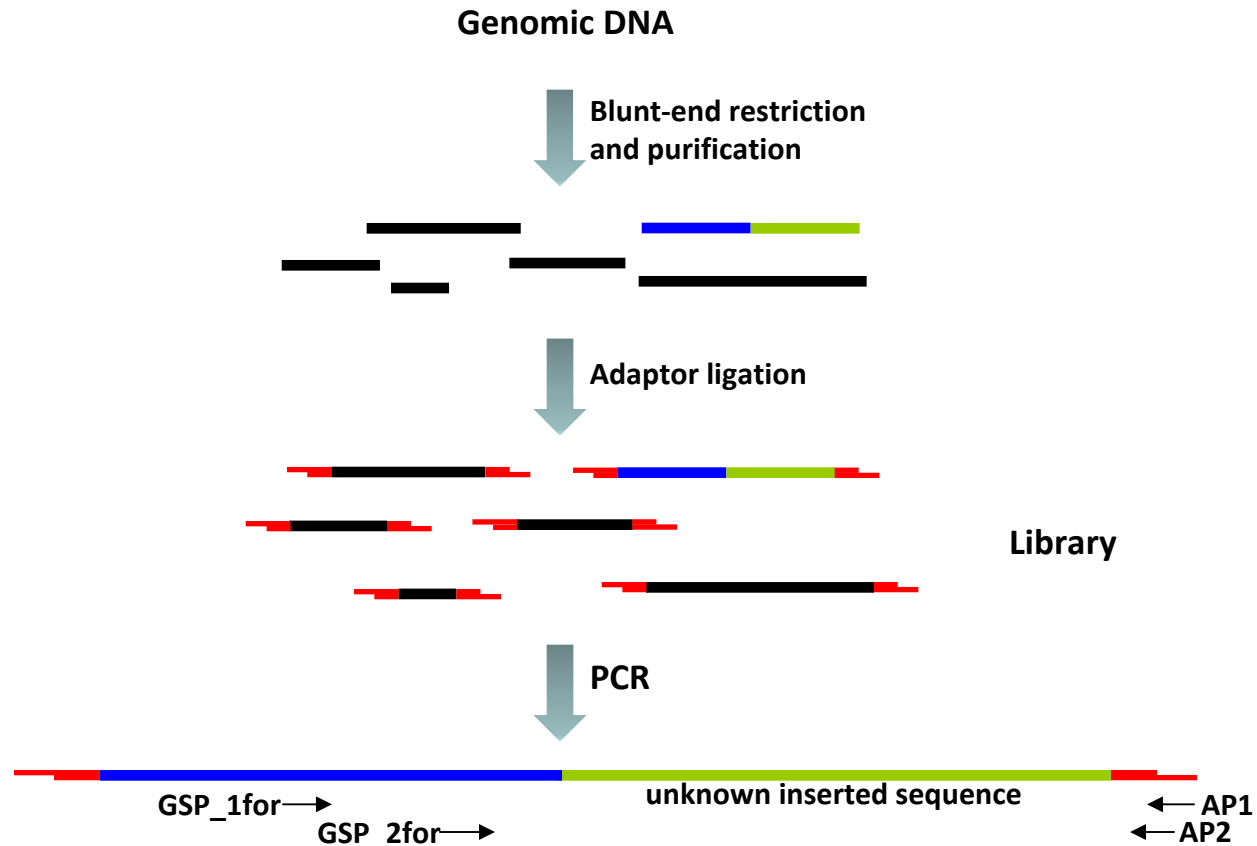 Genomic DNA
Blunt-end restriction
and purification
Adaptor ligation
Library
PCR
unknown inserted sequence
GSP_1for
AP1
GSP 2for
AP2